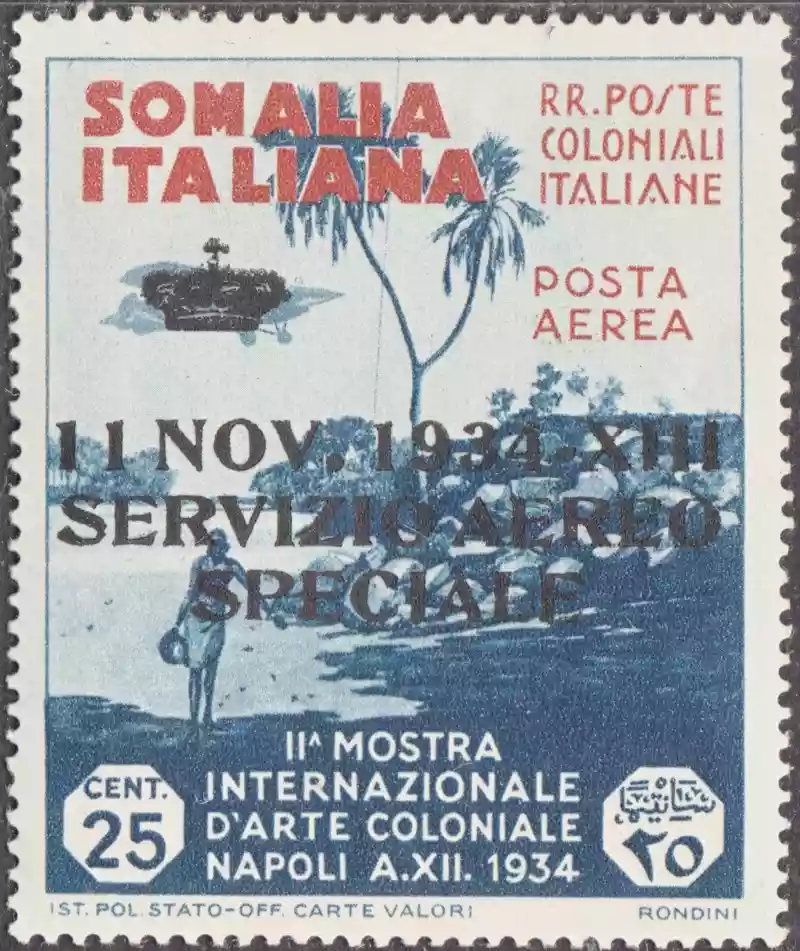 SOMALIA
ITALIANA
RR. POSTE
COLONIALI
ITALIANE
POSTA
AEREA
11 NOV. 1934-XIII
SERVIZIO AEREO
SPECIALE
IIᴬ MOSTRA
INTERNAZIONALE
D'ARTE COLONIALE
NAPOLI A.XII. 1934
CENT.
25
٢٥
IST. POL. STATO-OFF. CARTE VALORI
RONDINI